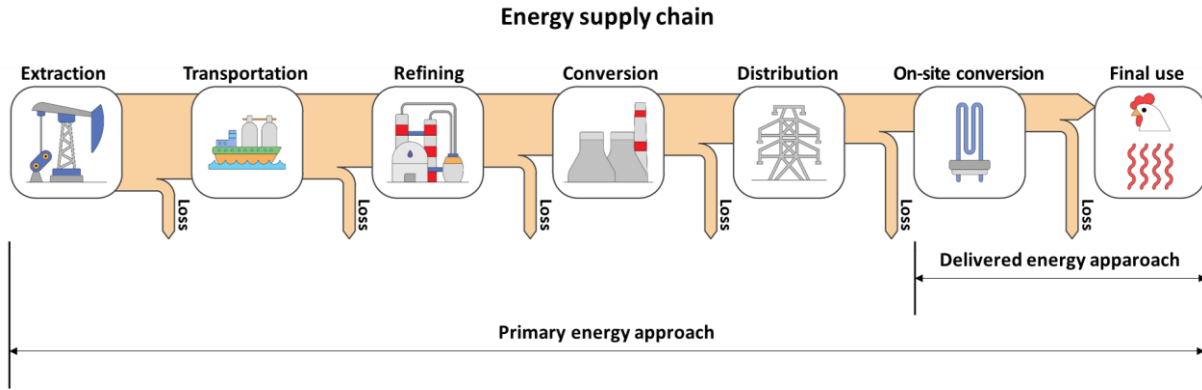 Energy supply chain
Extraction
Transportation
Refining
Conversion
Distribution
On-site conversion
Final use
Loss
Loss
Loss
Loss
Loss
Loss
Delivered energy apparoach
Primary energy approach